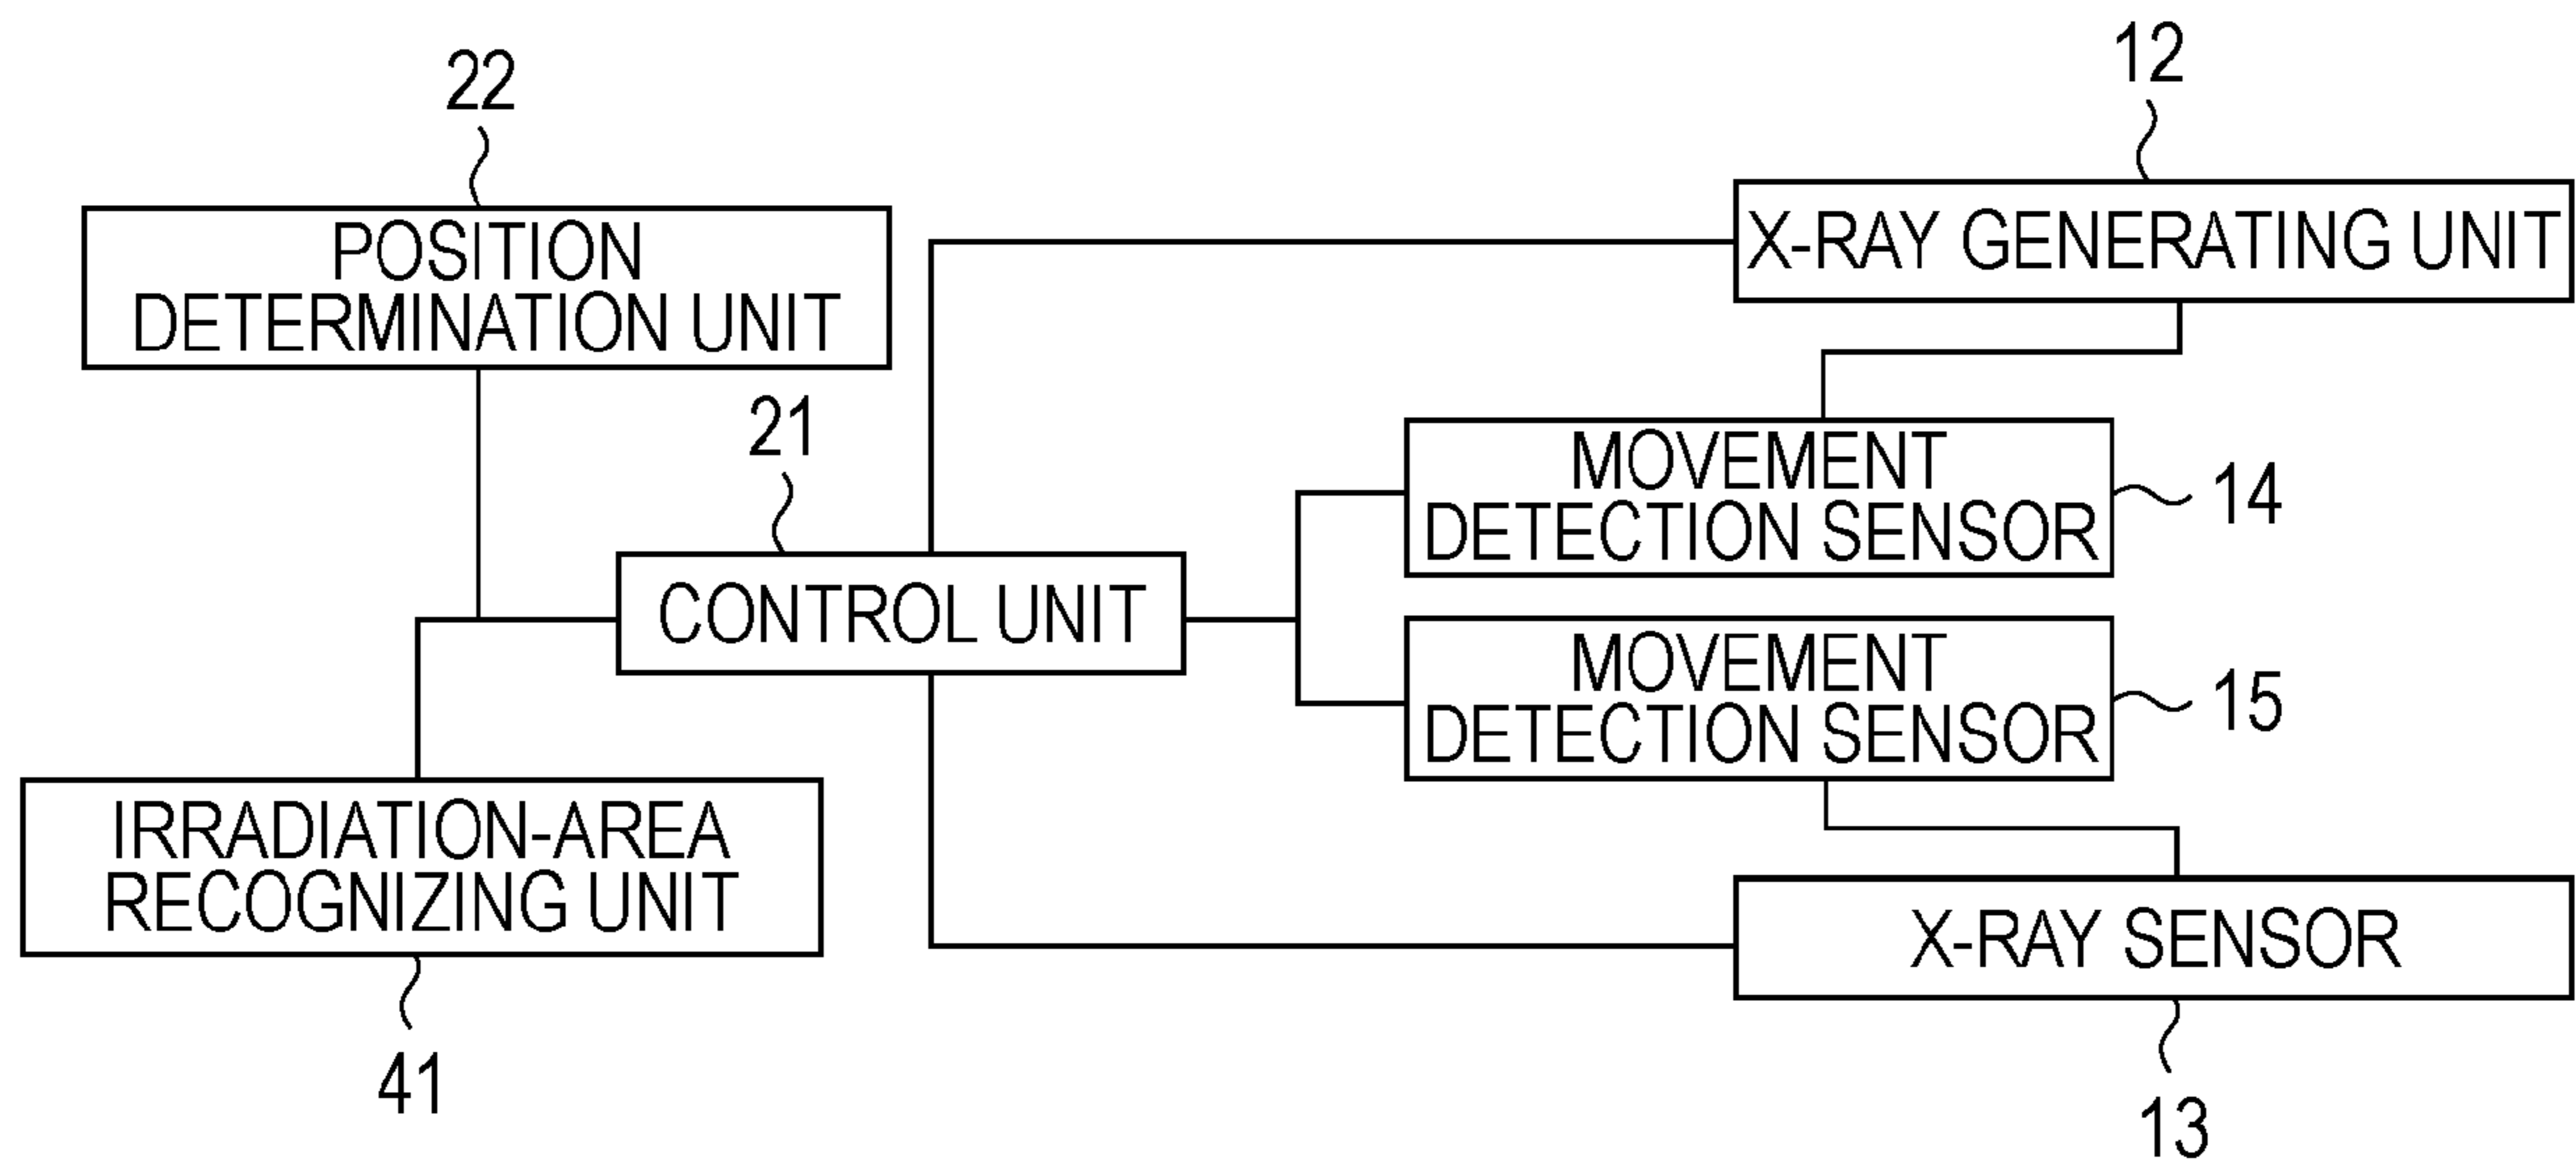 22
POSITION
DETERMINATION UNIT
12
X-RAY GENERATING UNIT
21
CONTROL UNIT
MOVEMENT
DETECTION SENSOR
14
MOVEMENT
DETECTION SENSOR
15
IRRADIATION-AREA
RECOGNIZING UNIT
41
X-RAY SENSOR
13